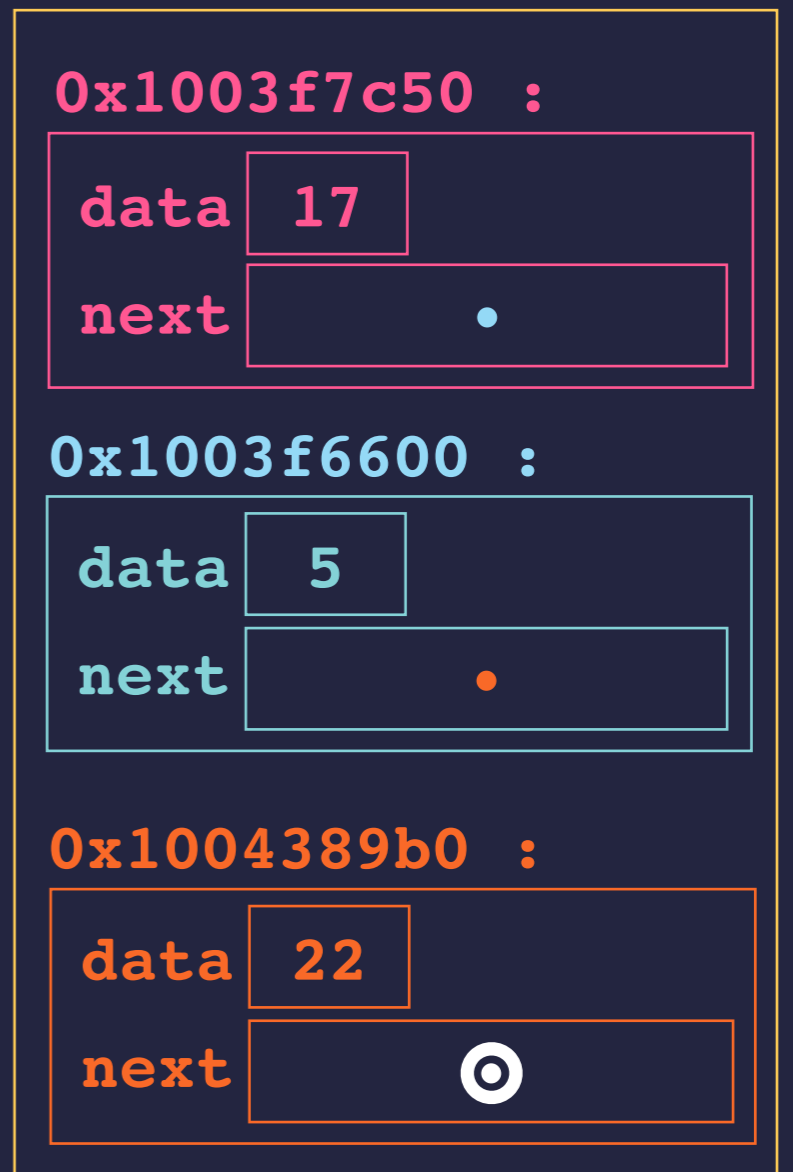 0x1003f7c50 :
data 17
next
0x1003f6600 :
data 5
next
0x1004389b0 :
data 22
next